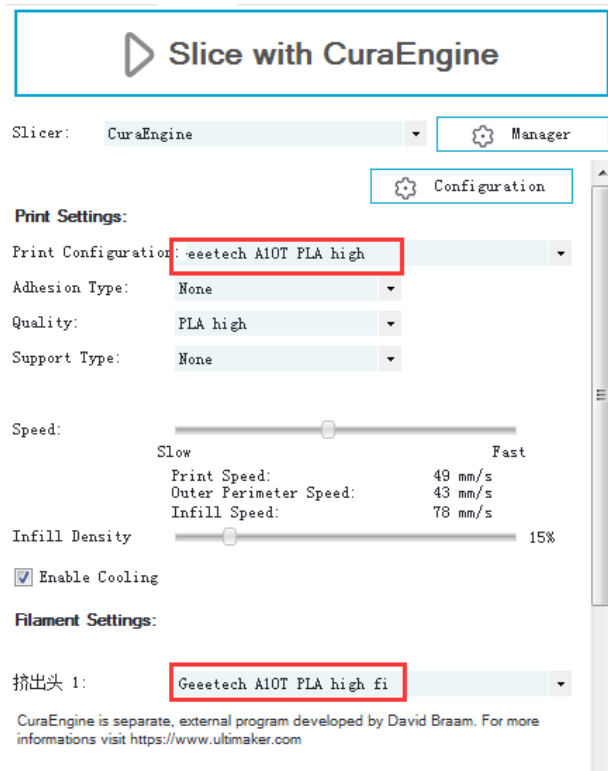 Slice with CuraEngine
Slicer: CuraEngine Manager
Configuration
Print Settings:
Print Configuration: eeetech A10T PLA high
Adhesion Type: None
Quality: PLA high
Support Type: None
Speed:
Slow Fast
Print Speed: 49 mm/s
Outer Perimeter Speed: 43 mm/s
Infill Speed: 78 mm/s
Infill Density 15%
Enable Cooling
Filament Settings:
挤出头 1: Geeetech A10T PLA high fi
CuraEngine is separate, external program developed by David Braam. For more
informations visit https://www.ultimaker.com